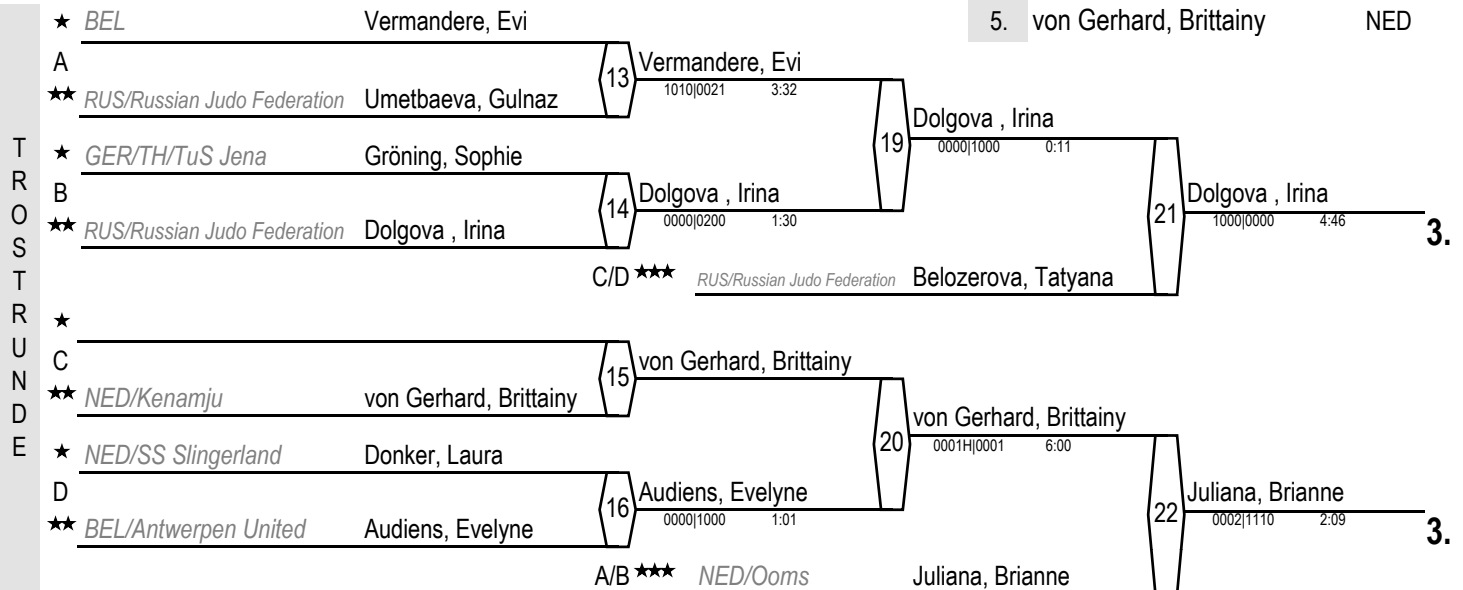 ★ BEL Vermandere, Evi 5. von Gerhard, Brittainy NED
A 13 Vermandere, Evi
1010|0021 3:32
★★ RUS/Russian Judo Federation Umetbaeva, Gulnaz
19 Dolgova , Irina
0000|1000 0:11
★ GER/TH/TuS Jena Gröning, Sophie
B 14 Dolgova , Irina
0000|0200 1:30
21 Dolgova , Irina
1000|0000 4:46
3.
★★ RUS/Russian Judo Federation Dolgova , Irina
C/D ★★★ RUS/Russian Judo Federation Belozerova, Tatyana
TROSTRUNDE
★
C 15 von Gerhard, Brittainy
★★ NED/Kenamju von Gerhard, Brittainy
20 von Gerhard, Brittainy
0001H|0001 6:00
★ NED/SS Slingerland Donker, Laura
D 16 Audiens, Evelyne
0000|1000 1:01
22 Juliana, Brianne
0002|1110 2:09
3.
★★ BEL/Antwerpen United Audiens, Evelyne
A/B ★★★ NED/Ooms Juliana, Brianne